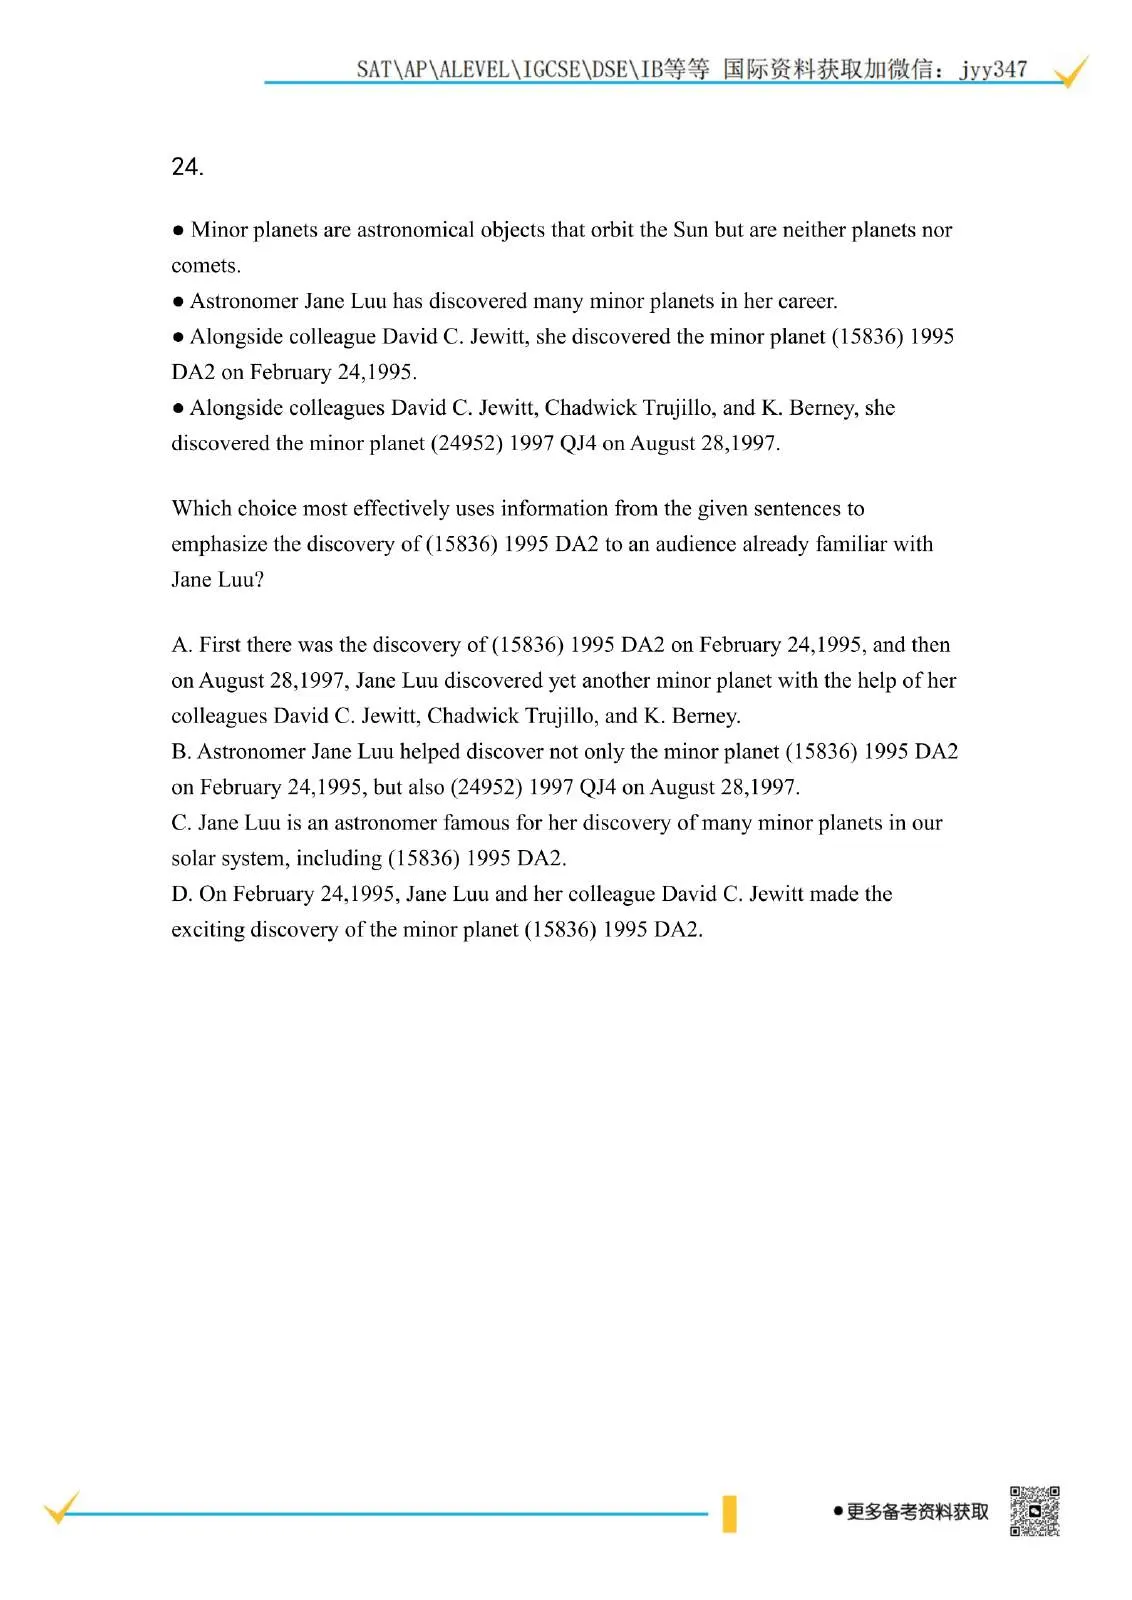 SAT\AP\ALEVEL\IGCSE\DSE\IB等等 国际资料获取加微信：jyy347
24.
● Minor planets are astronomical objects that orbit the Sun but are neither planets nor
comets.
● Astronomer Jane Luu has discovered many minor planets in her career.
● Alongside colleague David C. Jewitt, she discovered the minor planet (15836) 1995
DA2 on February 24,1995.
● Alongside colleagues David C. Jewitt, Chadwick Trujillo, and K. Berney, she
discovered the minor planet (24952) 1997 QJ4 on August 28,1997.
Which choice most effectively uses information from the given sentences to
emphasize the discovery of (15836) 1995 DA2 to an audience already familiar with
Jane Luu?
A. First there was the discovery of (15836) 1995 DA2 on February 24,1995, and then
on August 28,1997, Jane Luu discovered yet another minor planet with the help of her
colleagues David C. Jewitt, Chadwick Trujillo, and K. Berney.
B. Astronomer Jane Luu helped discover not only the minor planet (15836) 1995 DA2
on February 24,1995, but also (24952) 1997 QJ4 on August 28,1997.
C. Jane Luu is an astronomer famous for her discovery of many minor planets in our
solar system, including (15836) 1995 DA2.
D. On February 24,1995, Jane Luu and her colleague David C. Jewitt made the
exciting discovery of the minor planet (15836) 1995 DA2.
●更多备考资料获取